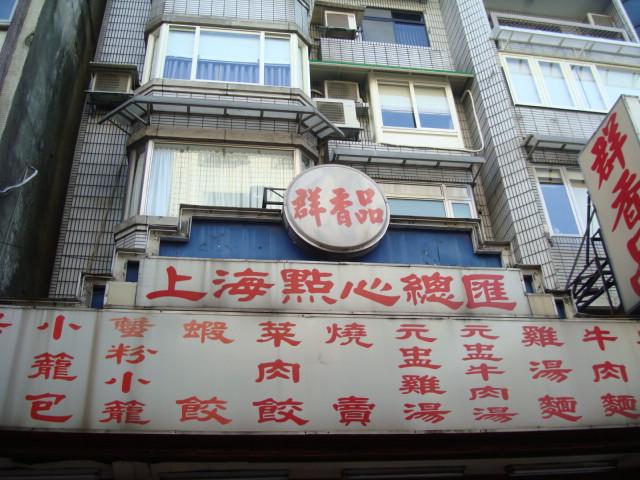 群香品
群香品
上海點心總匯
小籠包
蟹粉小籠
蝦餃
菜肉餃
燒賣
元盅雞湯
元盅牛肉湯
雞湯麵
牛肉麵